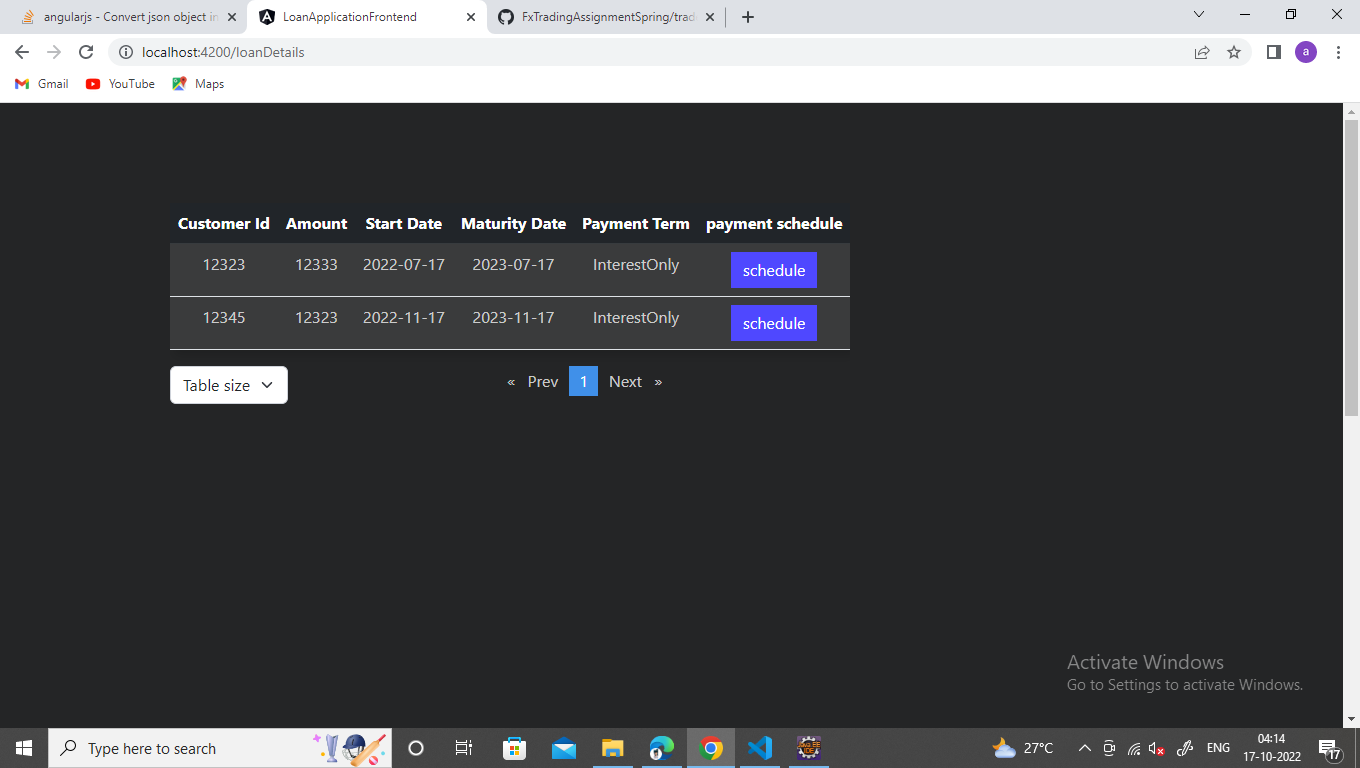 angularjs - Convert json object in
LoanApplicationFrontend
FxTradingAssignmentSpring/trad
localhost:4200/loanDetails
a
Gmail
YouTube
Maps
Customer Id Amount Start Date Maturity Date Payment Term payment schedule
12323 12333 2022-07-17 2023-07-17 InterestOnly schedule
12345 12323 2022-11-17 2023-11-17 InterestOnly schedule
Table size
« Prev 1 Next »
Activate Windows
Go to Settings to activate Windows.
Type here to search
Java EE
IDE
27°C
ENG
04:14
17-10-2022
17